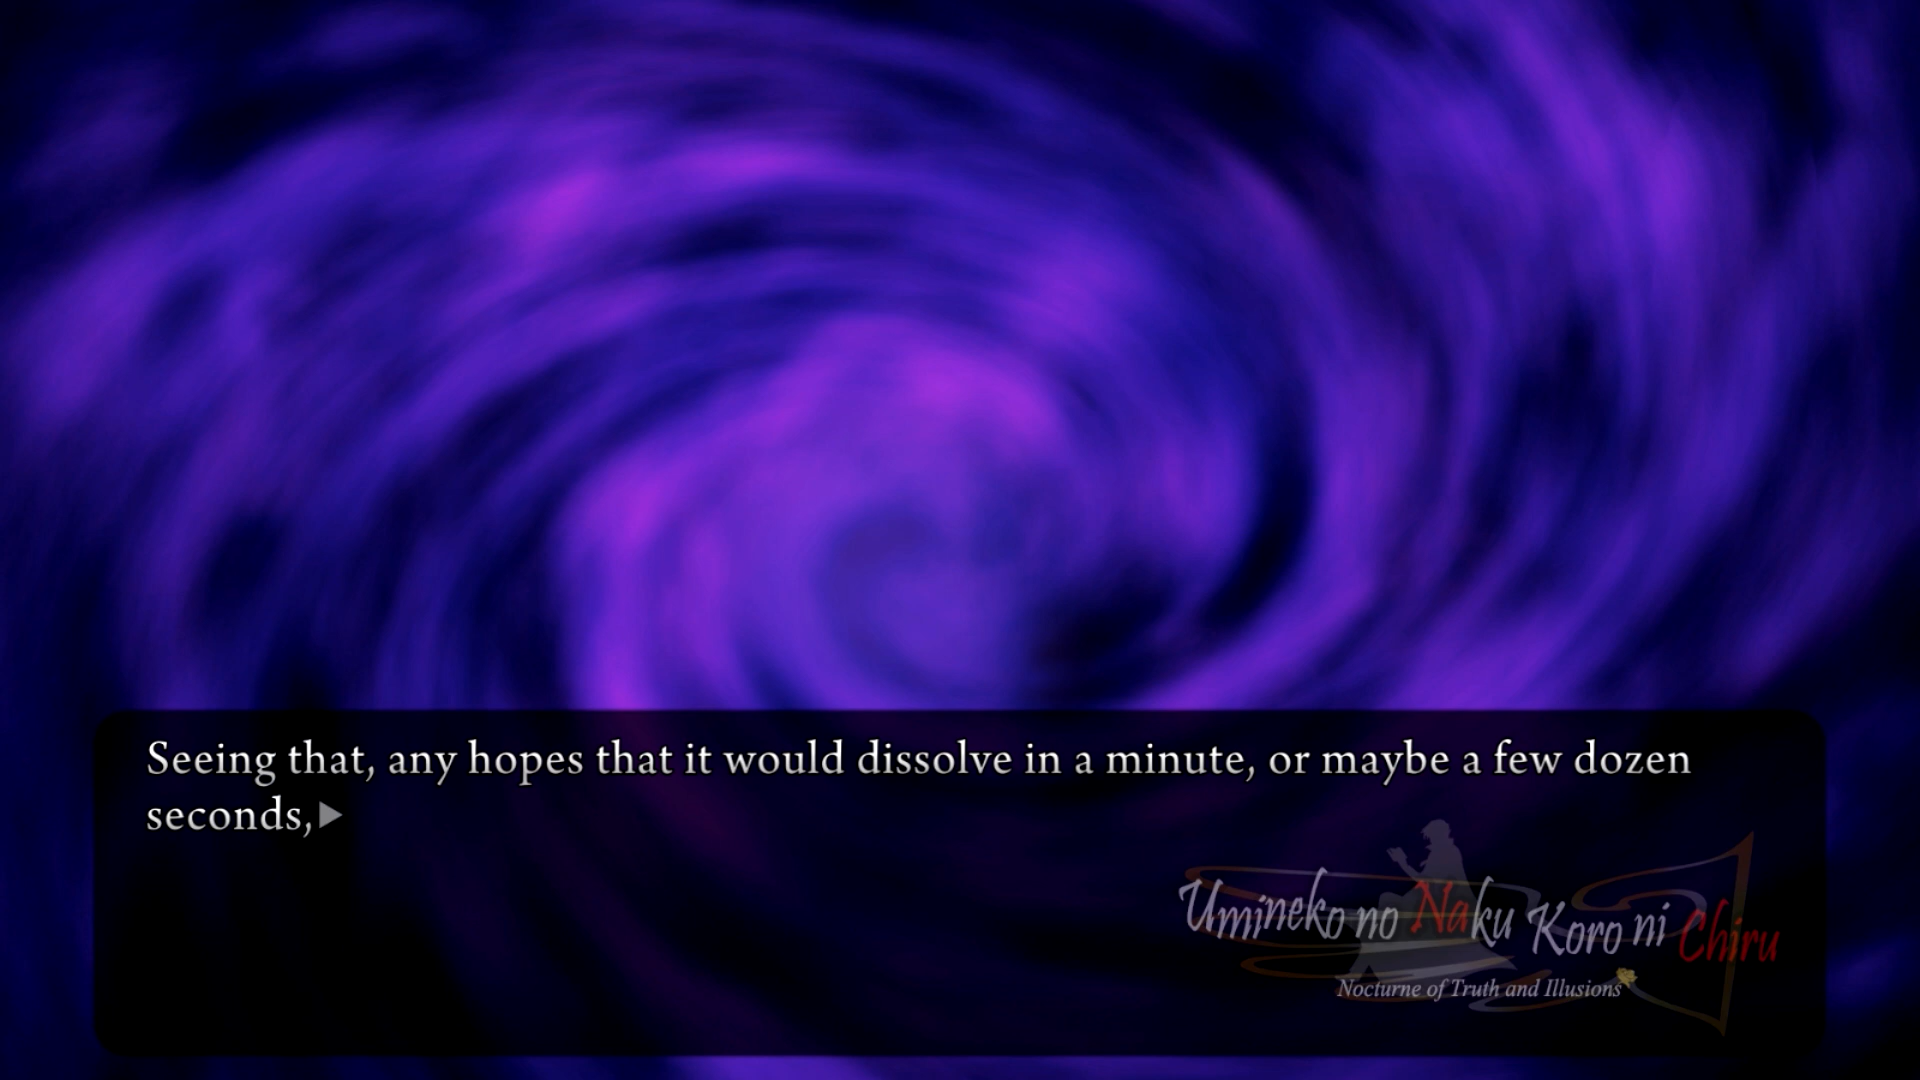 Seeing that, any hopes that it would dissolve in a minute, or maybe a few dozen
seconds,
Umineko no Naku Koro ni Chiru
Nocturne of Truth and Illusions